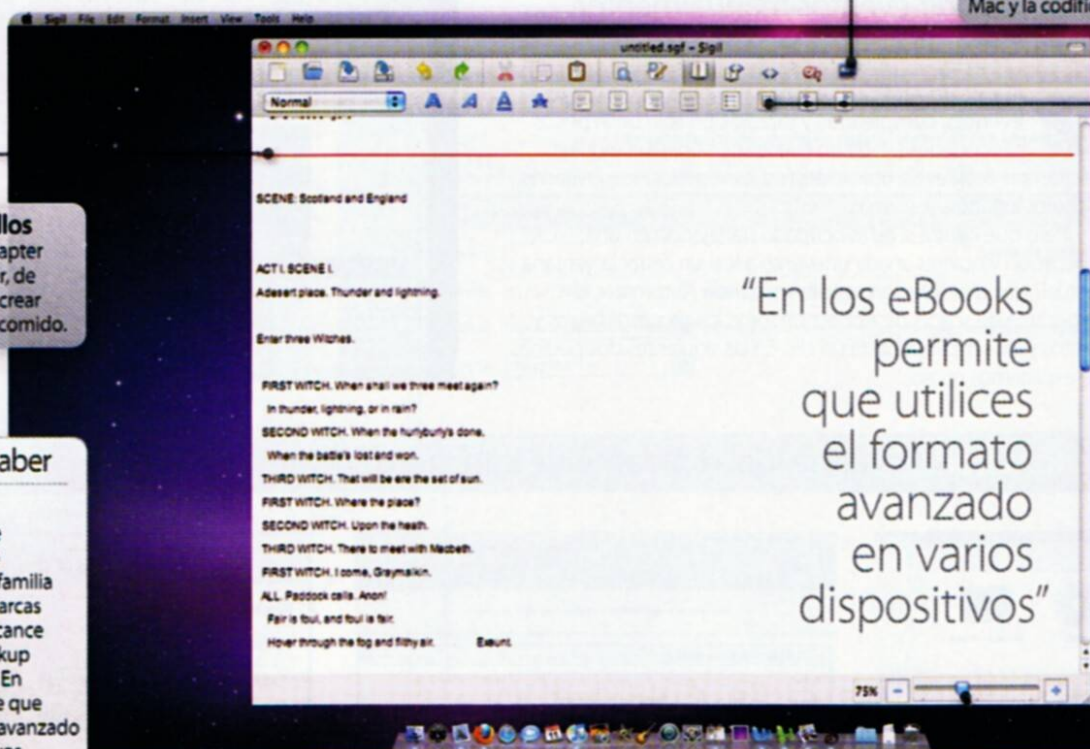 Mac y la codifi
Sigil File Edit Format Insert View Tools Help
untitled.sgf – Sigil
Normal
SCENE: Scotland and England
ACT I. SCENE I.
A desert place. Thunder and lightning.
Enter three Witches.
FIRST WITCH. When shall we three meet again?
In thunder, lightning, or in rain?
SECOND WITCH. When the hurlyburly's done,
When the battle's lost and won.
THIRD WITCH. That will be ere the set of sun.
FIRST WITCH. Where the place?
SECOND WITCH. Upon the heath.
THIRD WITCH. There to meet with Macbeth.
FIRST WITCH. I come, Graymalkin.
ALL. Paddock calls. Anon!
Fair is foul, and foul is fair.
Hover through the fog and filthy air. Exeunt.
75%
“En los eBooks
permite
que utilices
el formato
avanzado
en varios
dispositivos”
llos
apter
r, de
crear
comido.
aber
familia
arcas
cance
kup
En
e que
avanzado